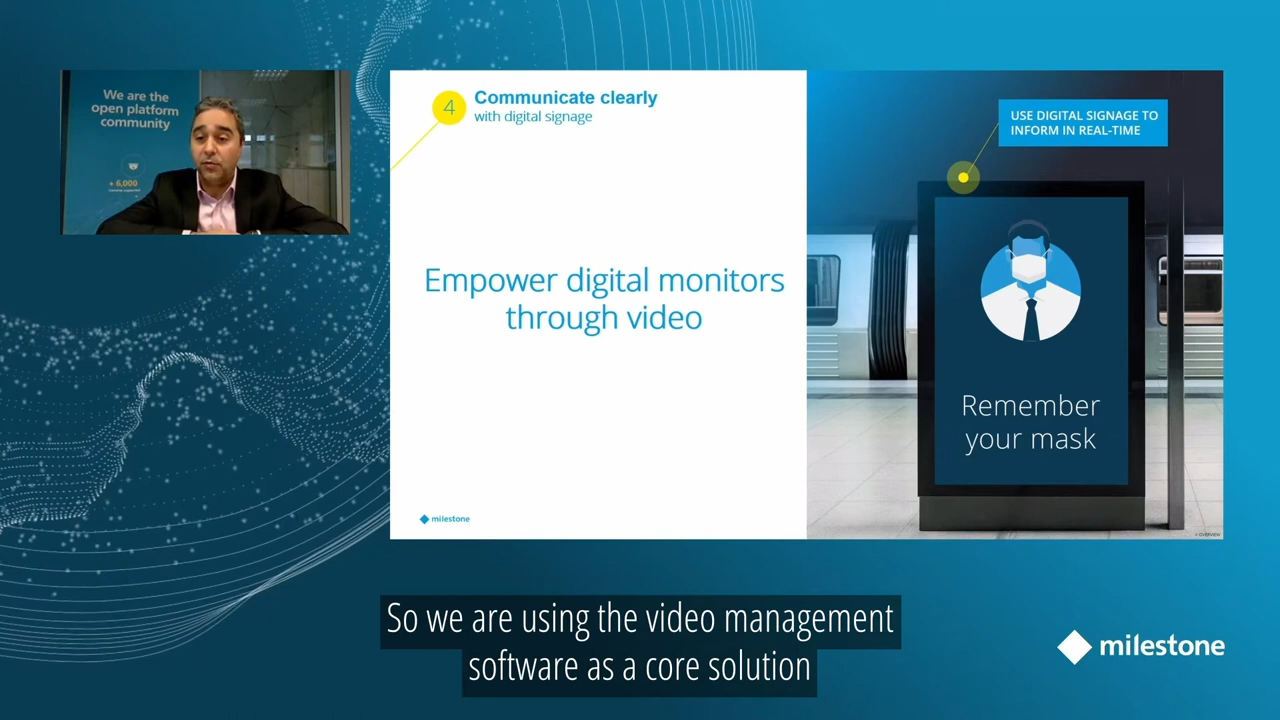 We are the
open platform
community
+ 6,000
4
Communicate clearly
with digital signage
Empower digital monitors
through video
milestone
USE DIGITAL SIGNAGE TO
INFORM IN REAL-TIME
Remember
your mask
So we are using the video management
software as a core solution
milestone